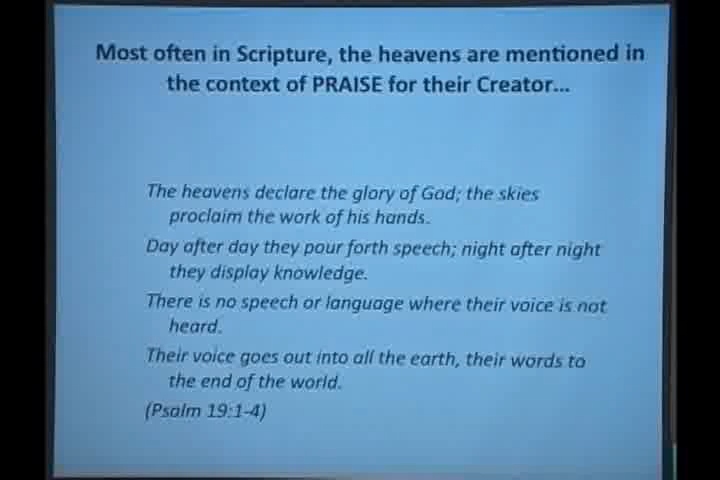 Most often in Scripture, the heavens are mentioned in
the context of PRAISE for their Creator...
The heavens declare the glory of God; the skies
proclaim the work of his hands.
Day after day they pour forth speech; night after night
they display knowledge.
There is no speech or language where their voice is not
heard.
Their voice goes out into all the earth, their words to
the end of the world.
(Psalm 19:1-4)